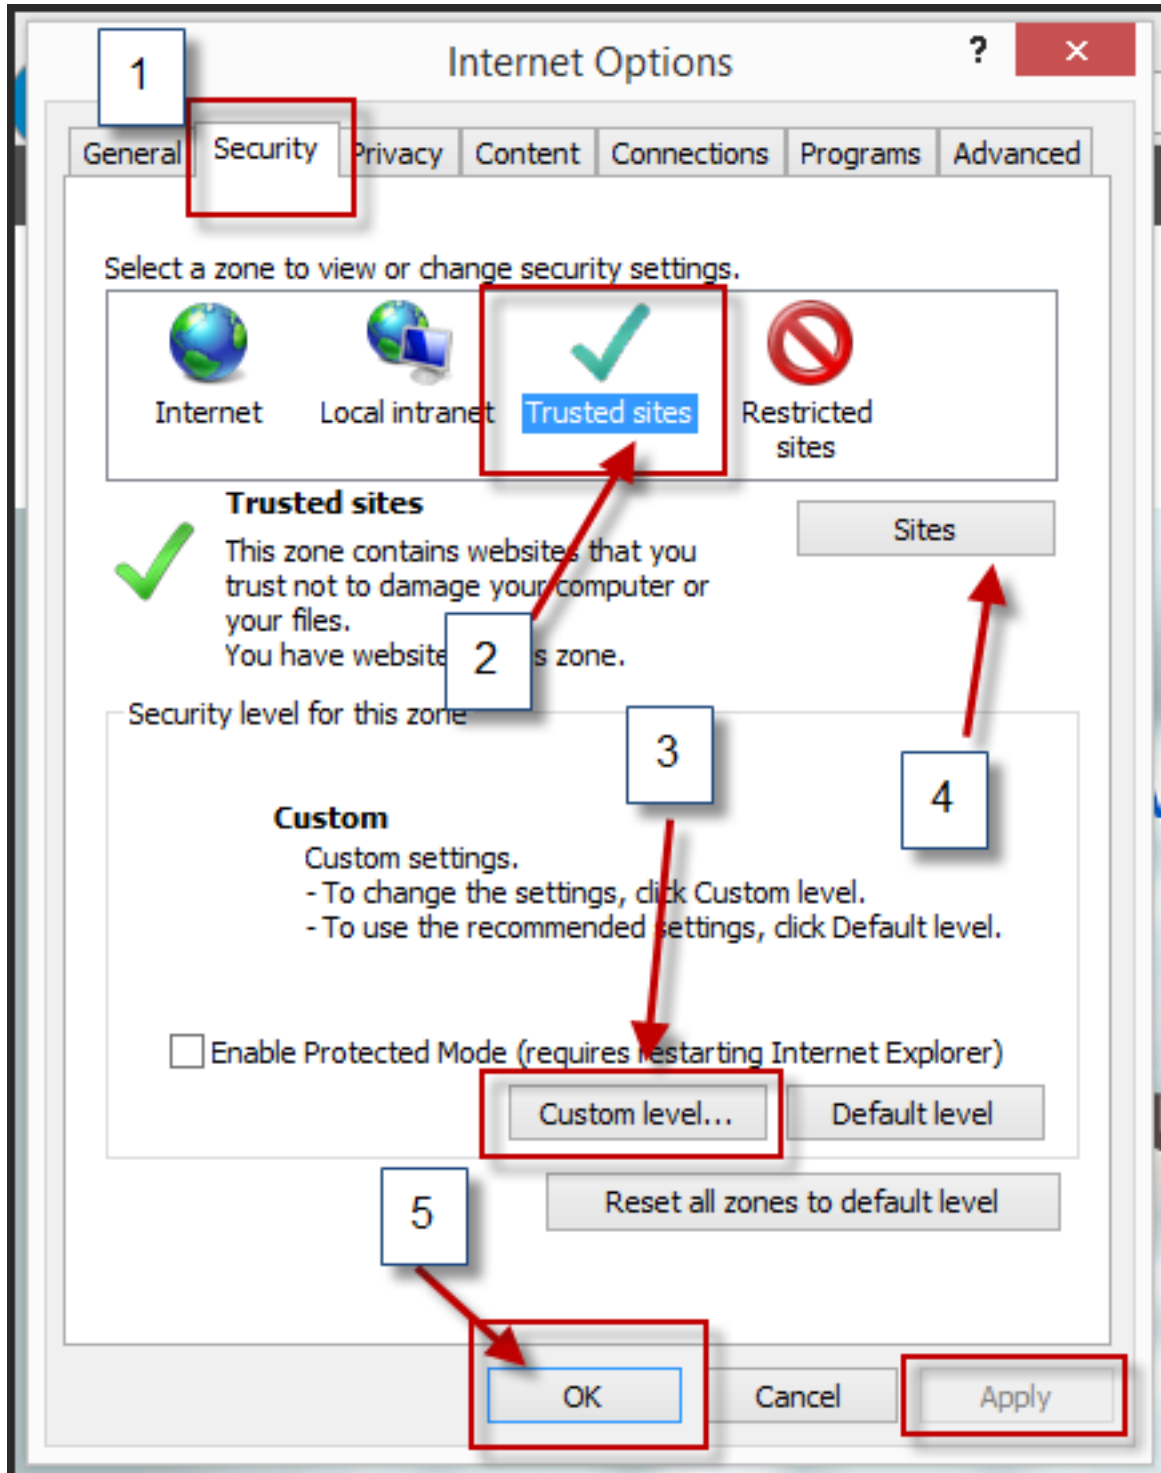 Internet Options
?
1
General Security Privacy Content Connections Programs Advanced
Select a zone to view or change security settings.
Internet Local intranet Trusted sites Restricted
sites
Trusted sites
Sites
This zone contains websites that you
trust not to damage your computer or
your files.
You have website zone.
2
Security level for this zone
3
4
Custom
Custom settings.
- To change the settings, click Custom level.
- To use the recommended settings, click Default level.
Enable Protected Mode (requires restarting Internet Explorer)
Custom level... Default level
5
Reset all zones to default level
OK Cancel Apply